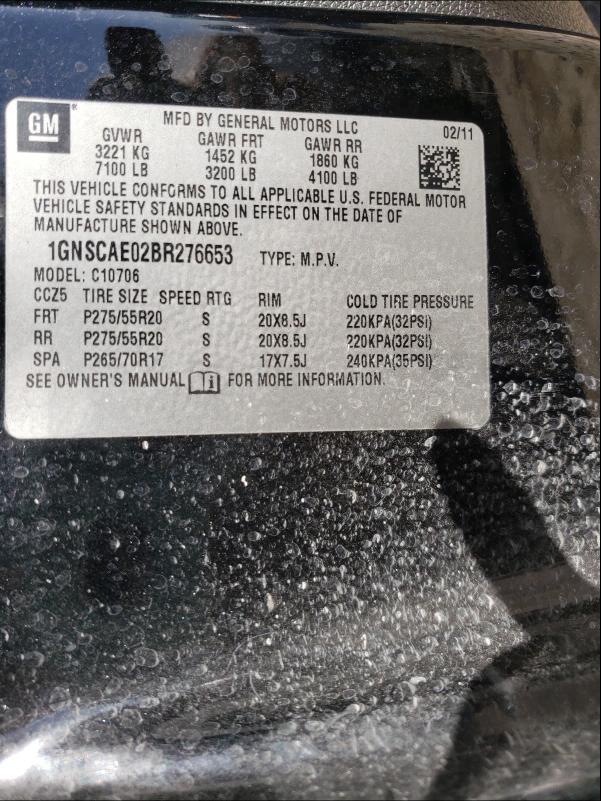 GM ®
MFD BY GENERAL MOTORS LLC
02/11
GVWR GAWR FRT GAWR RR
3221 KG 1452 KG 1860 KG
7100 LB 3200 LB 4100 LB
THIS VEHICLE CONFORMS TO ALL APPLICABLE U.S. FEDERAL MOTOR
VEHICLE SAFETY STANDARDS IN EFFECT ON THE DATE OF
MANUFACTURE SHOWN ABOVE.
1GNSCAE02BR276653 TYPE: M.P.V.
MODEL: C10706
CCZ5 TIRE SIZE SPEED RTG RIM COLD TIRE PRESSURE
FRT P275/55R20 S 20X8.5J 220KPA(32PSI)
RR P275/55R20 S 20X8.5J 220KPA(32PSI)
SPA P265/70R17 S 17X7.5J 240KPA(35PSI)
SEE OWNER'S MANUAL i FOR MORE INFORMATION.